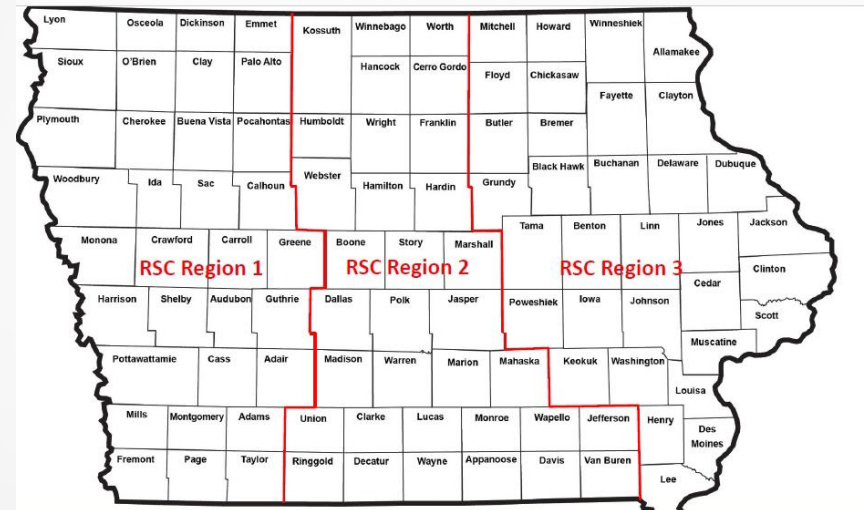 Lyon Osceola Dickinson Emmet Kossuth Winnebago Worth Mitchell Howard Winneshiek Allamakee
Sioux O'Brien Clay Palo Alto Hancock Cerro Gordo Floyd Chickasaw
Fayette Clayton
Plymouth Cherokee Buena Vista Pocahontas Humboldt Wright Franklin Butler Bremer
Woodbury Ida Sac Calhoun Webster Hamilton Hardin Grundy Black Hawk Buchanan Delaware Dubuque
Monona Crawford Carroll Greene Boone Story Marshall Tama Benton Linn Jones Jackson
RSC Region 1 RSC Region 2 RSC Region 3
Cedar Clinton
Harrison Shelby Audubon Guthrie Dallas Polk Jasper Poweshiek Iowa Johnson Scott
Muscatine
Pottawattamie Cass Adair Madison Warren Marion Mahaska Keokuk Washington
Louisa
Mills Montgomery Adams Union Clarke Lucas Monroe Wapello Jefferson Henry
Des
Moines
Fremont Page Taylor Ringgold Decatur Wayne Appanoose Davis Van Buren Lee